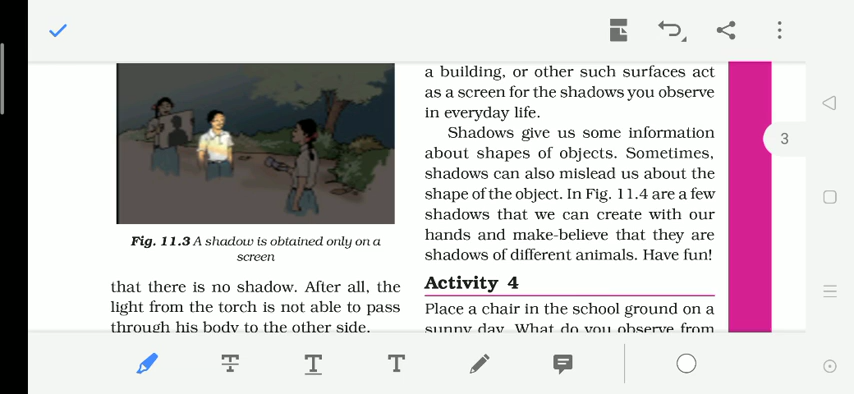 Fig. 11.3 A shadow is obtained only on a
screen
that there is no shadow. After all, the
light from the torch is not able to pass
through his body to the other side.
a building, or other such surfaces act
as a screen for the shadows you observe
in everyday life.
Shadows give us some information
about shapes of objects. Sometimes,
shadows can also mislead us about the
shape of the object. In Fig. 11.4 are a few
shadows that we can create with our
hands and make-believe that they are
shadows of different animals. Have fun!
Activity 4
Place a chair in the school ground on a
sunny day. What do you observe from
3
T
T
T